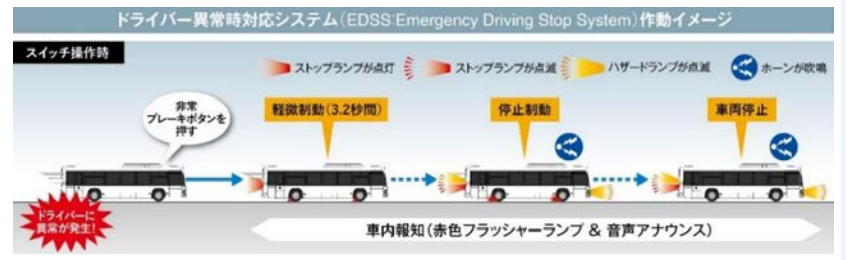 ドライバー異常時対応システム(EDSS:Emergency Driving Stop System)作動イメージ
スイッチ操作時
ストップランプが点灯
ストップランプが点滅
ハザードランプが点滅
ホーンが吹鳴
非常
ブレーキボタンを
押す
軽微制動(3.2秒間)
停止制動
車両停止
ドライバーに
異常が発生!
車内報知(赤色フラッシャーランプ & 音声アナウンス)